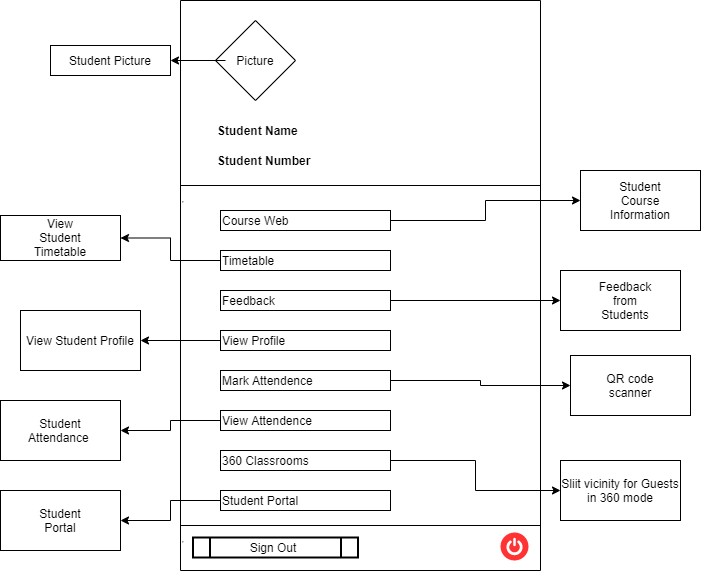 Student Picture
Picture
Student Name
Student Number
Student
Course
Information
Course Web
View
Student
Timetable
Timetable
Feedback
Feedback
from
Students
View Student Profile
View Profile
Mark Attendence
QR code
scanner
Student
Attendance
View Attendence
360 Classrooms
Sliit vicinity for Guests
in 360 mode
Student
Portal
Student Portal
Sign Out